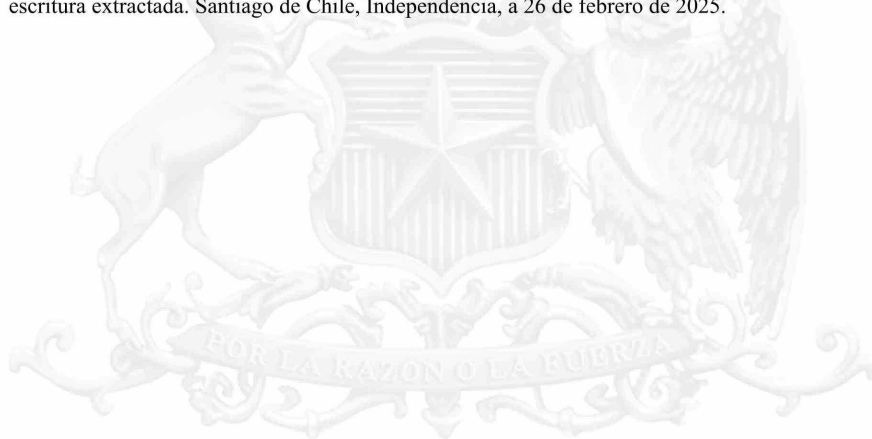 escritura extractada. Santiago de Chile, Independencia, a 26 de febrero de 2025.
POR LA RAZON O LA FUERZA